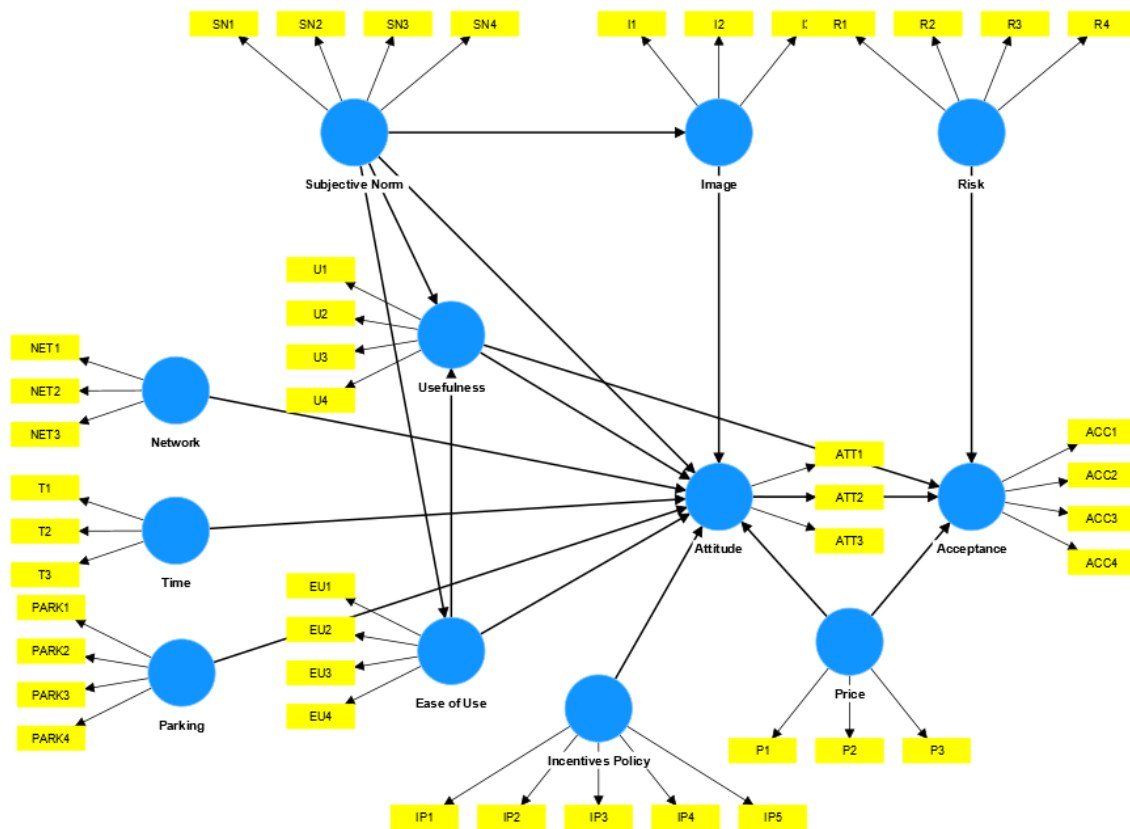 SN1
SN2
SN3
SN4
I1
I2
R1
R2
R3
R4
Subjective Norm
Image
Risk
U1
U2
U3
U4
Usefulness
NET1
NET2
NET3
Network
T1
T2
T3
Time
PARK1
PARK2
PARK3
PARK4
Parking
EU1
EU2
EU3
EU4
Ease of Use
ATT1
ATT2
ATT3
Attitude
ACC1
ACC2
ACC3
ACC4
Acceptance
Price
P1
P2
P3
Incentives Policy
IP1
IP2
IP3
IP4
IP5